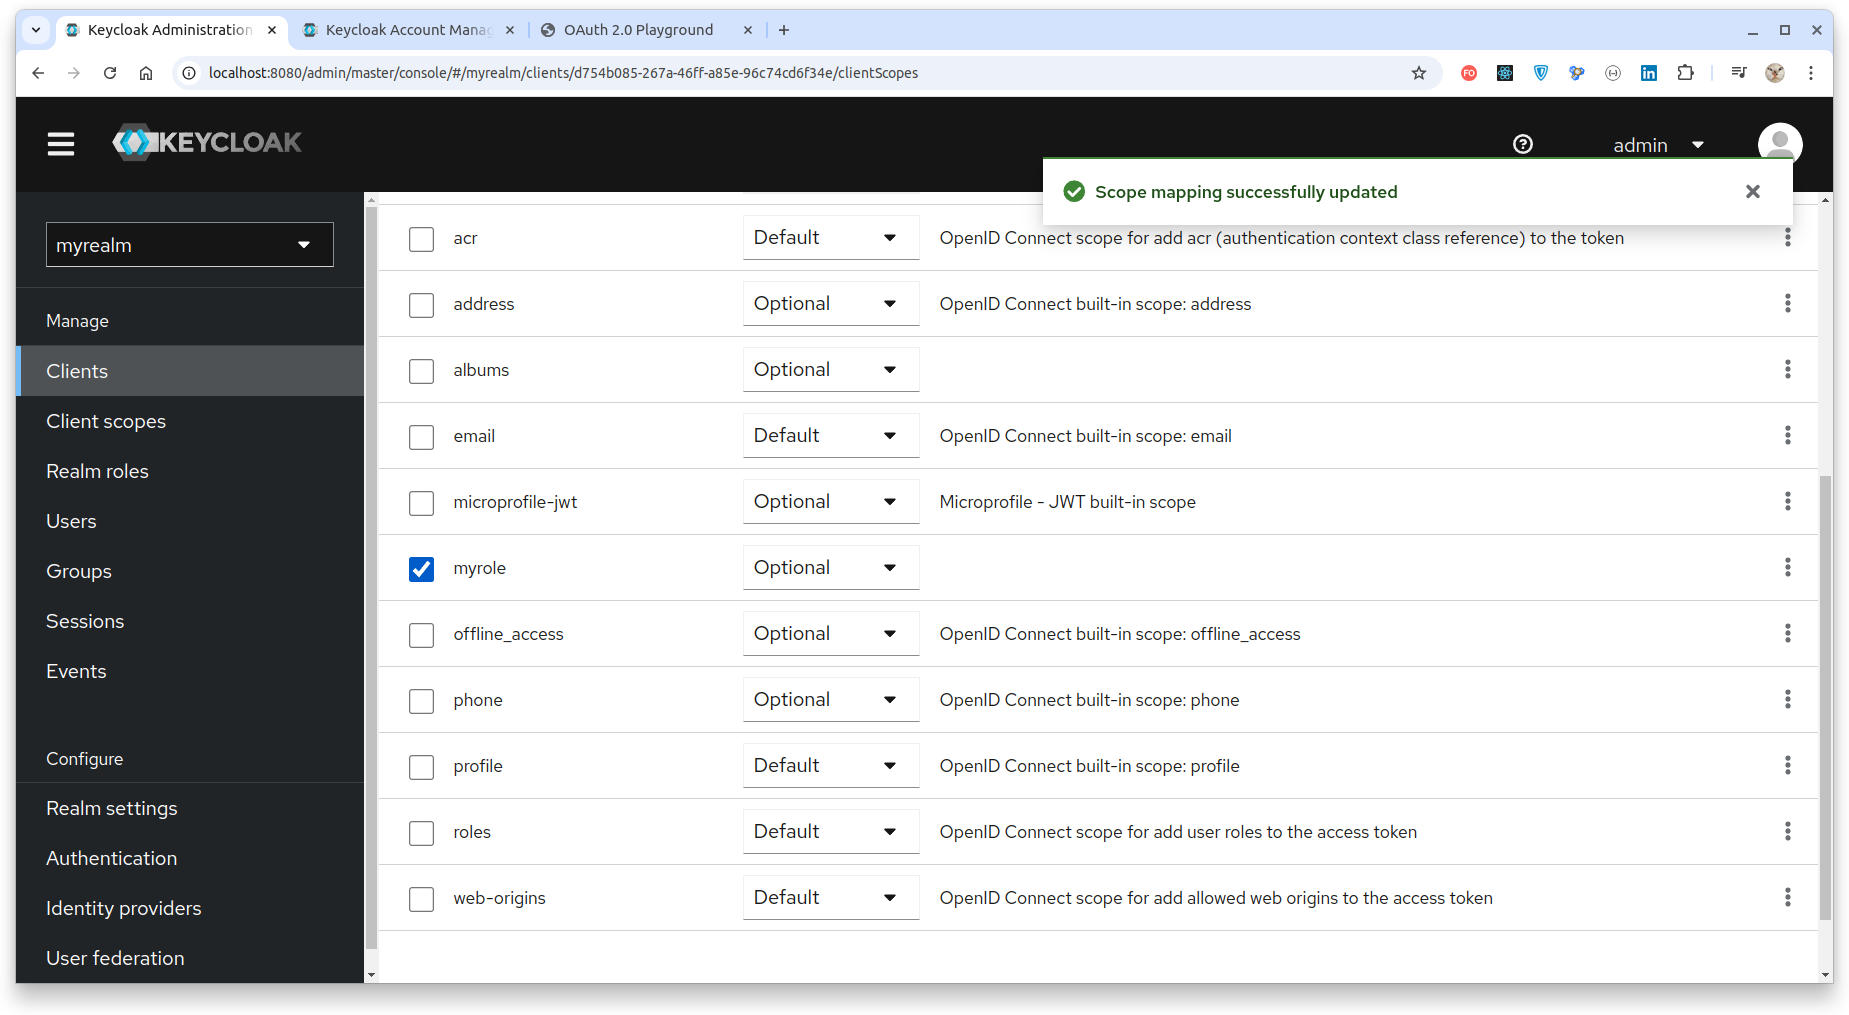 Keycloak Administration
Keycloak Account Manag
OAuth 2.0 Playground
localhost:8080/admin/master/console/#/myrealm/clients/d754b085-267a-46ff-a85e-96c74cd6f34e/clientScopes
FO
in
KEYCLOAK
admin
Scope mapping successfully updated
myrealm
Manage
Clients
Client scopes
Realm roles
Users
Groups
Sessions
Events
Configure
Realm settings
Authentication
Identity providers
User federation
acr Default OpenID Connect scope for add acr (authentication context class reference) to the token
address Optional OpenID Connect built-in scope: address
albums Optional
email Default OpenID Connect built-in scope: email
microprofile-jwt Optional Microprofile - JWT built-in scope
myrole Optional
offline_access Optional OpenID Connect built-in scope: offline_access
phone Optional OpenID Connect built-in scope: phone
profile Default OpenID Connect built-in scope: profile
roles Default OpenID Connect scope for add user roles to the access token
web-origins Default OpenID Connect scope for add allowed web origins to the access token